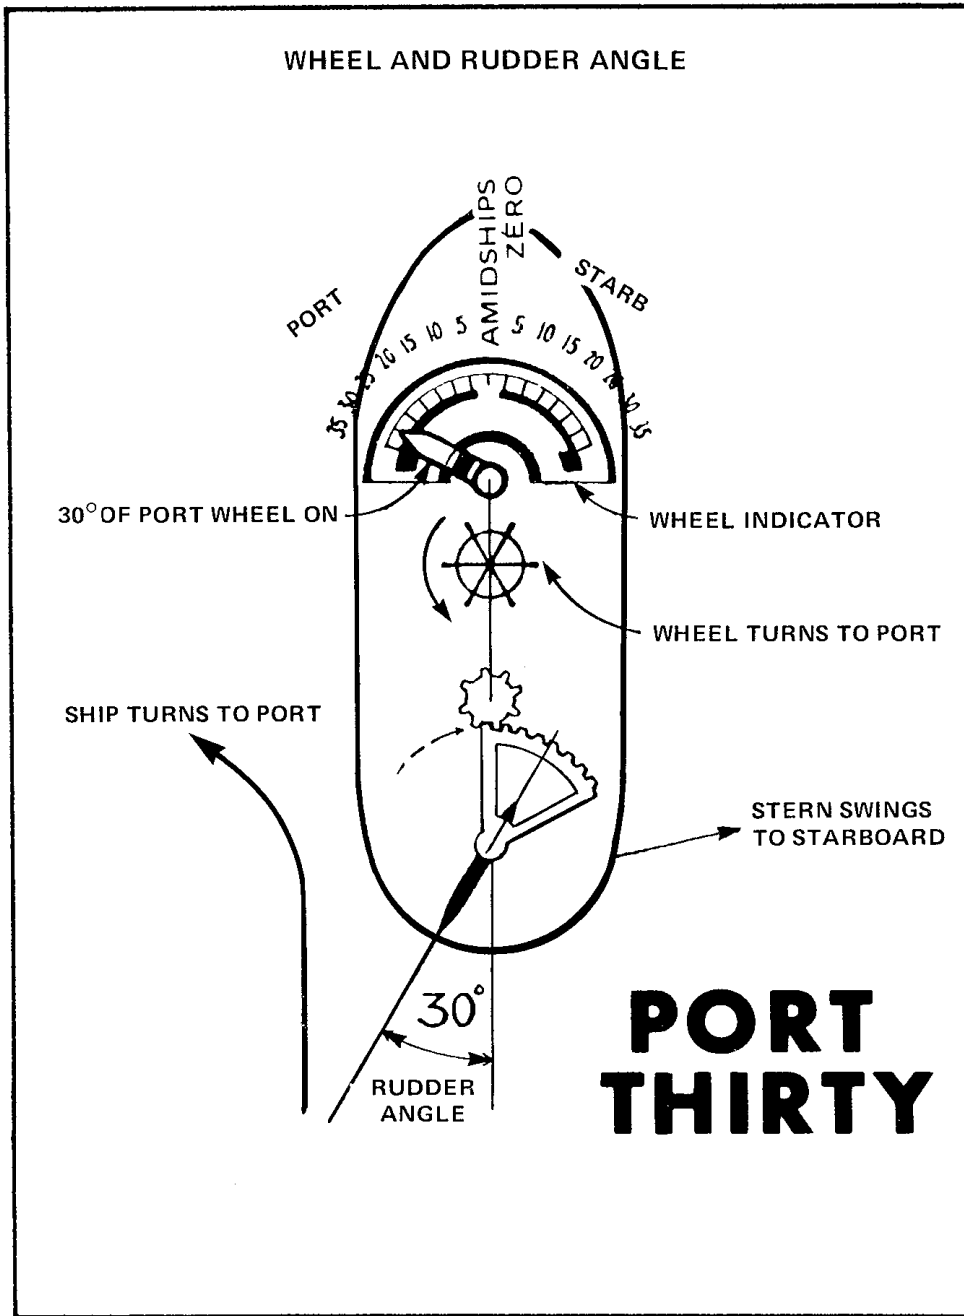 WHEEL AND RUDDER ANGLE
AMIDSHIPS
ZERO
PORT
STARB
35 30 25 20 15 10 5
5 10 15 20 25 30 35
30° OF PORT WHEEL ON
WHEEL INDICATOR
WHEEL TURNS TO PORT
SHIP TURNS TO PORT
STERN SWINGS
TO STARBOARD
30°
RUDDER
ANGLE
PORT
THIRTY